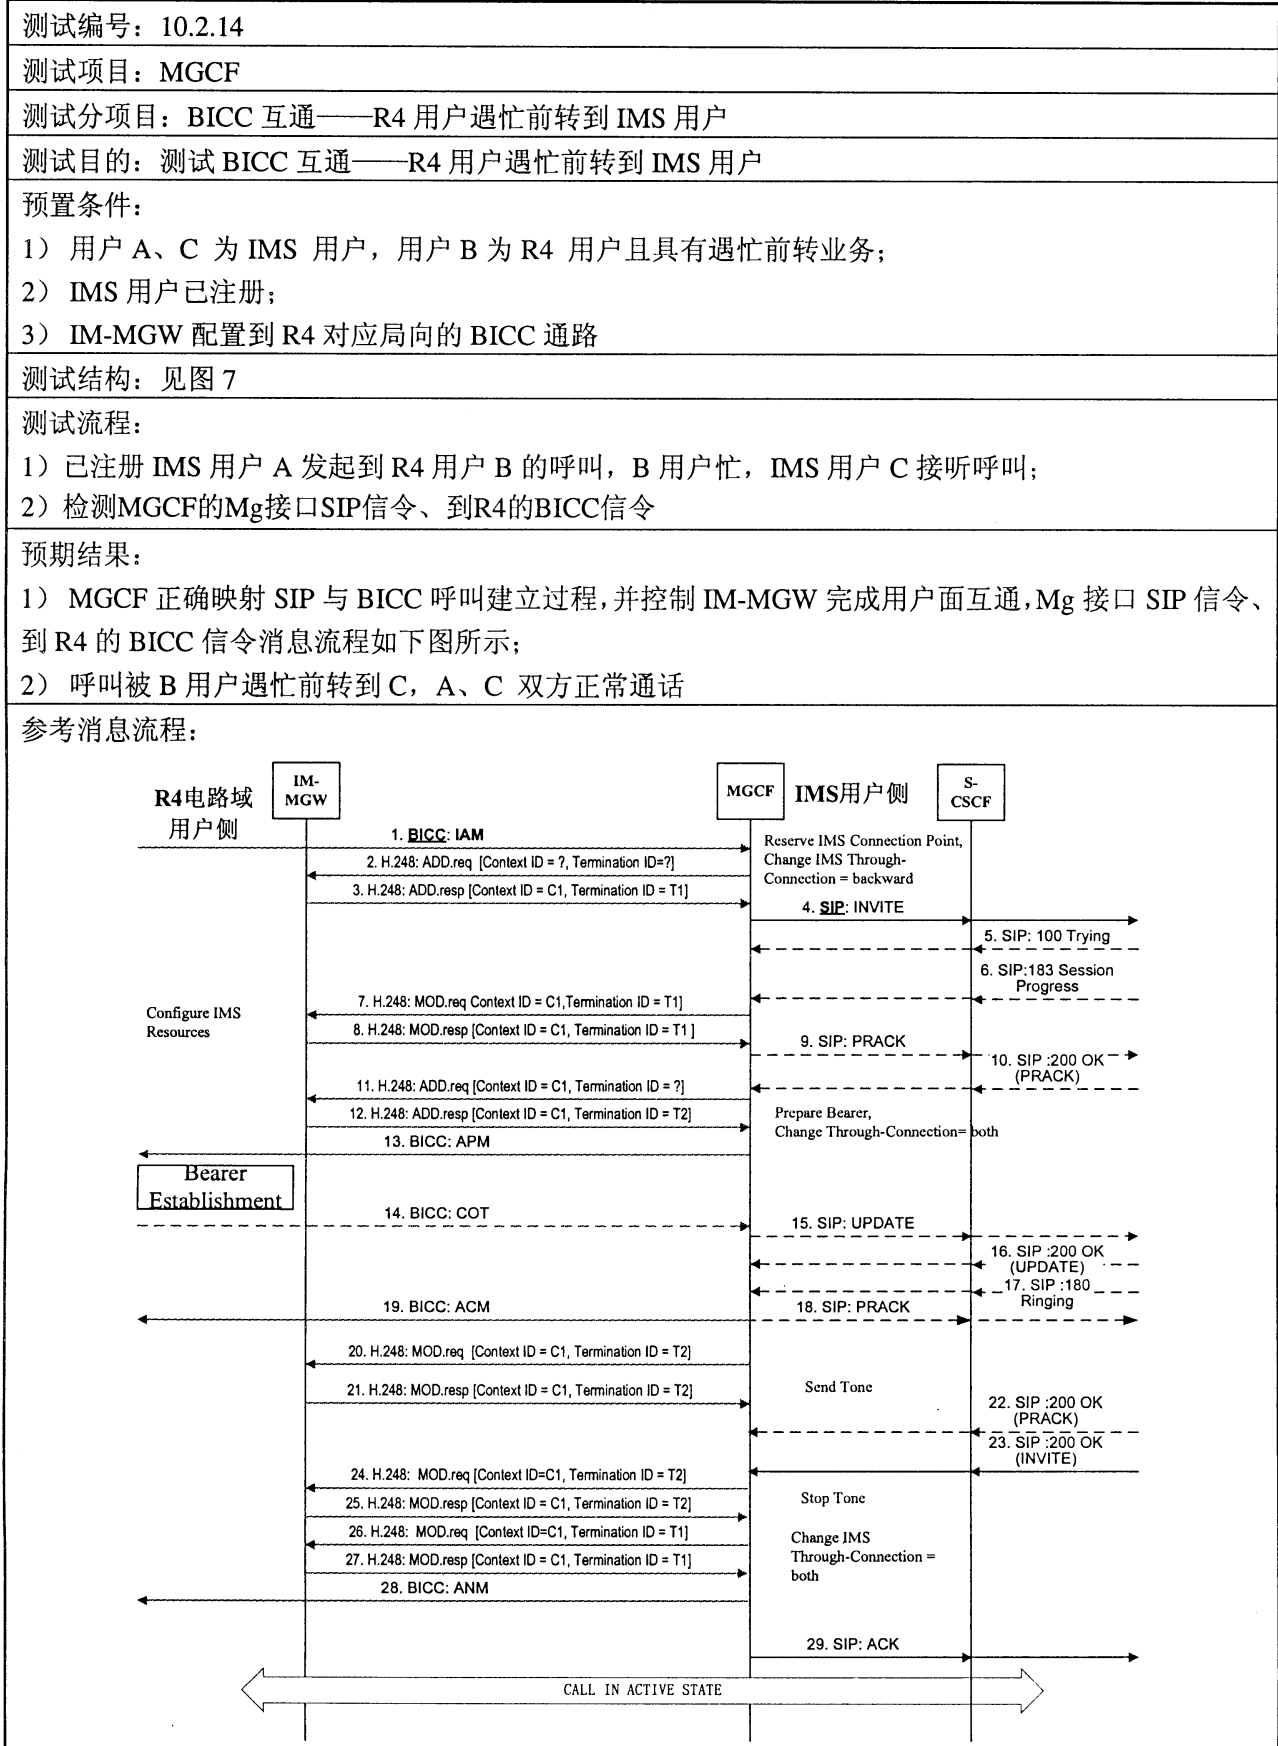 测试编号：10.2.14
测试项目：MGCF
测试分项目：BICC 互通——R4 用户遇忙前转到 IMS 用户
测试目的：测试 BICC 互通——R4 用户遇忙前转到 IMS 用户
预置条件：
1） 用户 A、C 为 IMS 用户，用户 B 为 R4 用户且具有遇忙前转业务；
2） IMS 用户已注册；
3） IM-MGW 配置到 R4 对应局向的 BICC 通路
测试结构：见图 7
测试流程：
1）已注册 IMS 用户 A 发起到 R4 用户 B 的呼叫，B 用户忙，IMS 用户 C 接听呼叫；
2）检测MGCF的Mg接口SIP信令、到R4的BICC信令
预期结果：
1） MGCF 正确映射 SIP 与 BICC 呼叫建立过程，并控制 IM-MGW 完成用户面互通，Mg 接口 SIP 信令、
到 R4 的 BICC 信令消息流程如下图所示；
2） 呼叫被 B 用户遇忙前转到 C，A、C 双方正常通话
参考消息流程：
R4电路域
用户侧
IM-
MGW
MGCF
IMS用户侧
S-
CSCF
1. BICC: IAM
Reserve IMS Connection Point,
Change IMS Through-
Connection = backward
2. H.248: ADD.req [Context ID = ?, Termination ID=?]
3. H.248: ADD.resp [Context ID = C1, Termination ID = T1]
4. SIP: INVITE
5. SIP: 100 Trying
6. SIP:183 Session
Progress
Configure IMS
Resources
7. H.248: MOD.req Context ID = C1,Termination ID = T1]
8. H.248: MOD.resp [Context ID = C1, Termination ID = T1 ]
9. SIP: PRACK
10. SIP :200 OK
(PRACK)
11. H.248: ADD.req [Context ID = C1, Termination ID = ?]
12. H.248: ADD.resp [Context ID = C1, Termination ID = T2]
Prepare Bearer,
Change Through-Connection= both
13. BICC: APM
Bearer
Establishment
14. BICC: COT
15. SIP: UPDATE
16. SIP :200 OK
(UPDATE)
17. SIP :180
Ringing
19. BICC: ACM
18. SIP: PRACK
20. H.248: MOD.req [Context ID = C1, Termination ID = T2]
21. H.248: MOD.resp [Context ID = C1, Termination ID = T2]
Send Tone
22. SIP :200 OK
(PRACK)
23. SIP :200 OK
(INVITE)
24. H.248: MOD.req [Context ID=C1, Termination ID = T2]
25. H.248: MOD.resp [Context ID = C1, Termination ID = T2]
Stop Tone
26. H.248: MOD.req [Context ID=C1, Termination ID = T1]
27. H.248: MOD.resp [Context ID = C1, Termination ID = T1]
Change IMS
Through-Connection =
both
28. BICC: ANM
29. SIP: ACK
CALL IN ACTIVE STATE